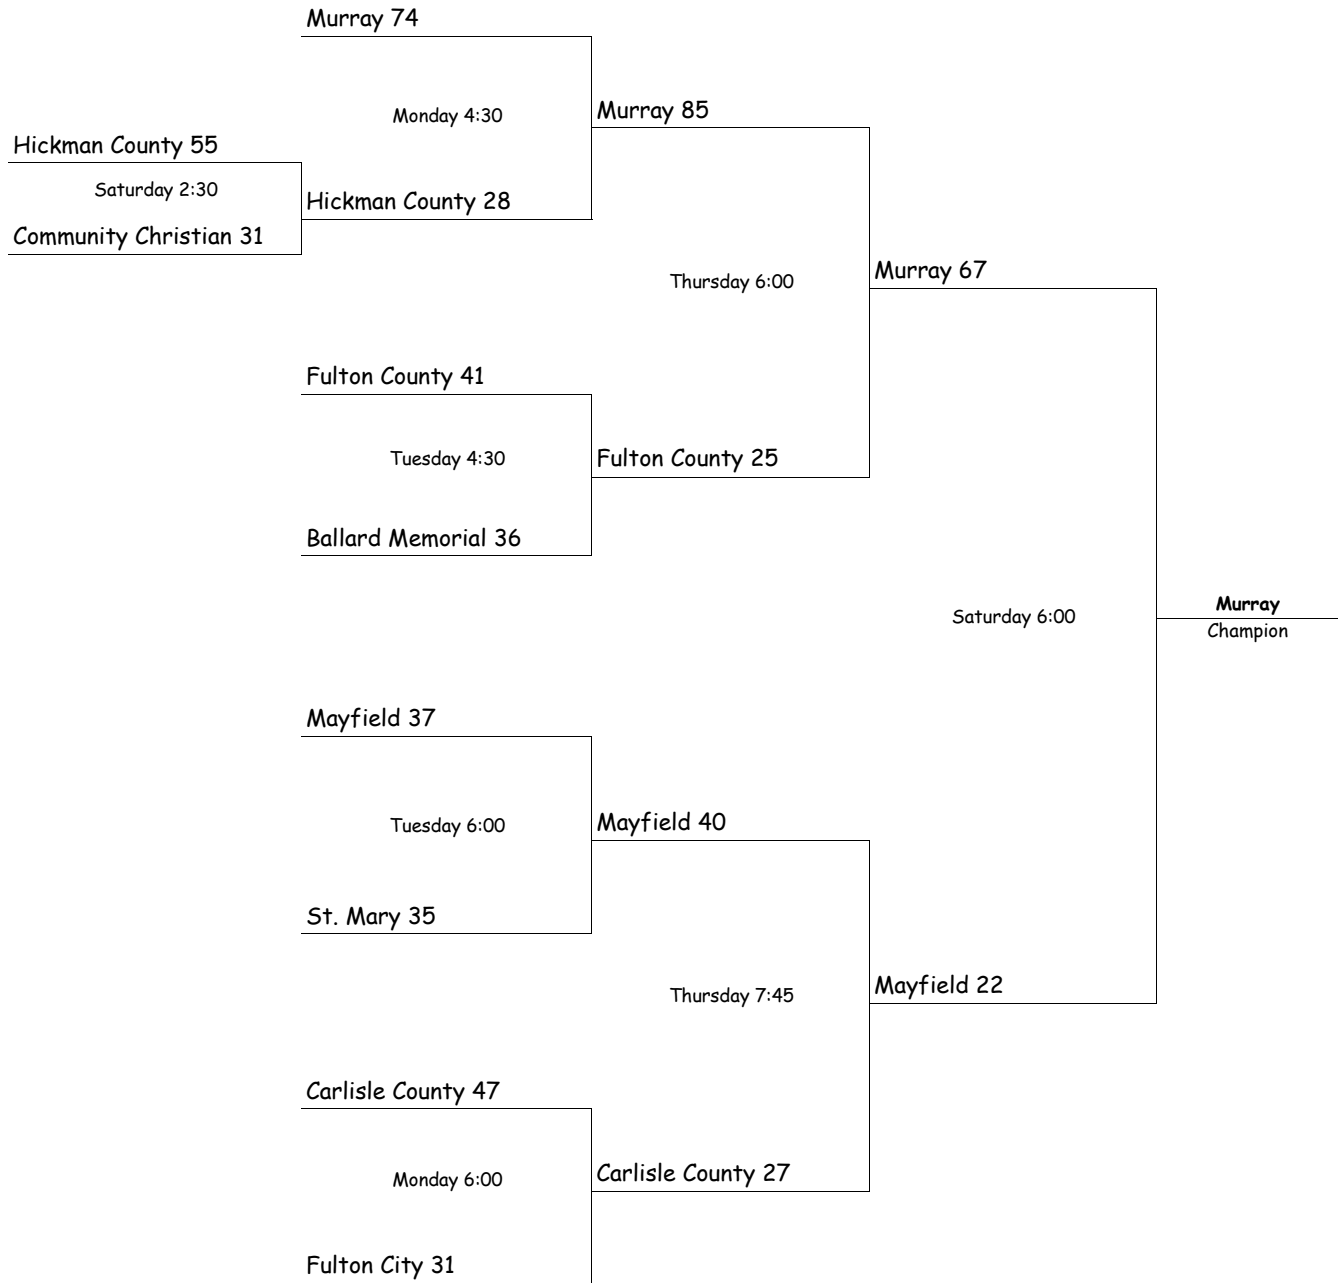 Murray 74
Monday 4:30
Murray 85
Hickman County 55
Saturday 2:30
Hickman County 28
Community Christian 31
Murray 67
Thursday 6:00
Fulton County 41
Tuesday 4:30
Fulton County 25
Ballard Memorial 36
Murray
Saturday 6:00
Champion
Mayfield 37
Tuesday 6:00
Mayfield 40
St. Mary 35
Mayfield 22
Thursday 7:45
Carlisle County 47
Monday 6:00
Carlisle County 27
Fulton City 31